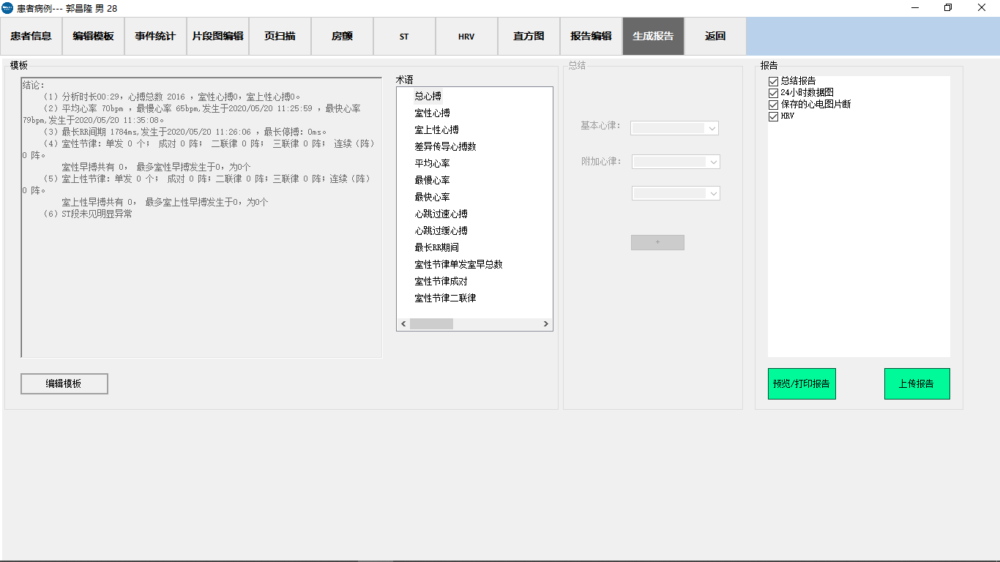 患者病例--- 郭昌隆 男 28
患者信息
编辑模板
事件统计
片段图编辑
页扫描
房颤
ST
HRV
直方图
报告编辑
生成报告
返回
模板
结论:
（1）分析时长00:29，心搏总数 2016 ，室性心搏0，室上性心搏0。
（2）平均心率 70bpm ，最慢心率 65bpm,发生于2020/05/20 11:25:59 ，最快心率
79bpm,发生于2020/05/20 11:35:08。
（3）最长RR间期 1784ms,发生于2020/05/20 11:26:06 ，最长停搏：0ms。
（4）室性节律：单发 0 个； 成对 0 阵； 二联律 0 阵； 三联律 0 阵； 连续（阵）
0 阵。
室性早搏共有 0， 最多室性早搏发生于0，为0个
（5）室上性节律：单发 0 个； 成对 0 阵；二联律 0 阵；三联律 0 阵；连续（阵）
0 阵。
室上性早搏共有 0， 最多室上性早搏发生于0，为0个
（6）ST段未见明显异常
编辑模板
术语
总心搏
室性心搏
室上性心搏
差异传导心搏数
平均心率
最慢心率
最快心率
心跳过速心搏
心跳过缓心搏
最长RR期间
室性节律单发室早总数
室性节律成对
室性节律二联律
总结
基本心律：
附加心律：
+
报告
总结报告
24小时数据图
保存的心电图片断
HRV
预览/打印报告
上传报告